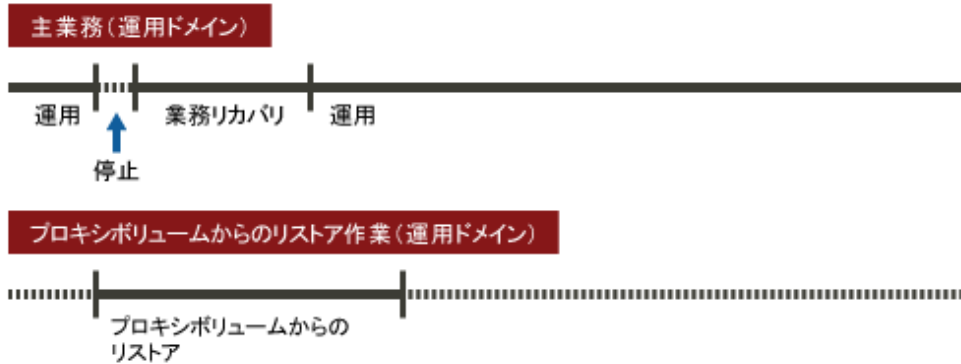 主業務(運用ドメイン)
運用 業務リカバリ 運用
停止
プロキシボリュームからのリストア作業(運用ドメイン)
プロキシボリュームからの
リストア